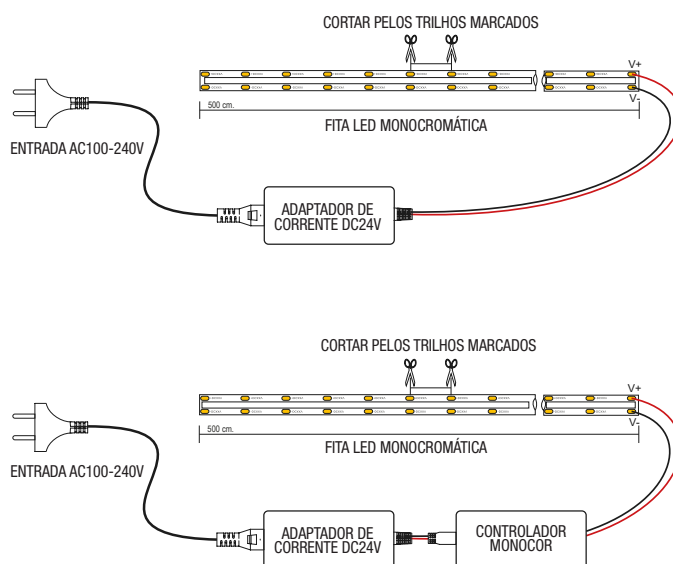 CORTAR PELOS TRILHOS MARCADOS
V+
V-
500 cm.
FITA LED MONOCROMÁTICA
ENTRADA AC100-240V
ADAPTADOR DE
CORRENTE DC24V
CORTAR PELOS TRILHOS MARCADOS
V+
V-
500 cm.
FITA LED MONOCROMÁTICA
ENTRADA AC100-240V
ADAPTADOR DE
CORRENTE DC24V
CONTROLADOR
MONOCOR